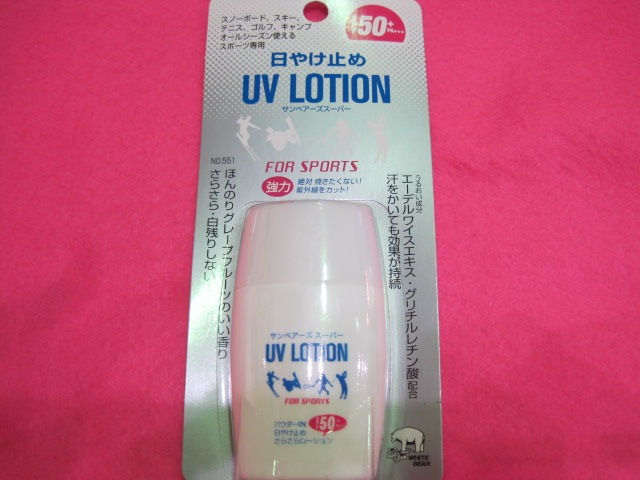 スノーボード、スキー、
テニス、ゴルフ、キャンプ
オールシーズン使える
スポーツ専用
50+
PA+++
日やけ止め
UV LOTION
サンベアーズスーパー
FOR SPORTS
強力
絶対 焼きたくない!
紫外線をカット!
NO.551
ほんのりグレープフルーツのいい香り
さらさら・白残りしない
うるおい成分
エーデルワイスエキス・グリチルレチン酸配合
汗をかいても効果が持続
サンベアーズ スーパー
UV LOTION
FOR SPORTS
パウダーIN
日やけ止め
さらさらローション
50+
WHITE
BEAR